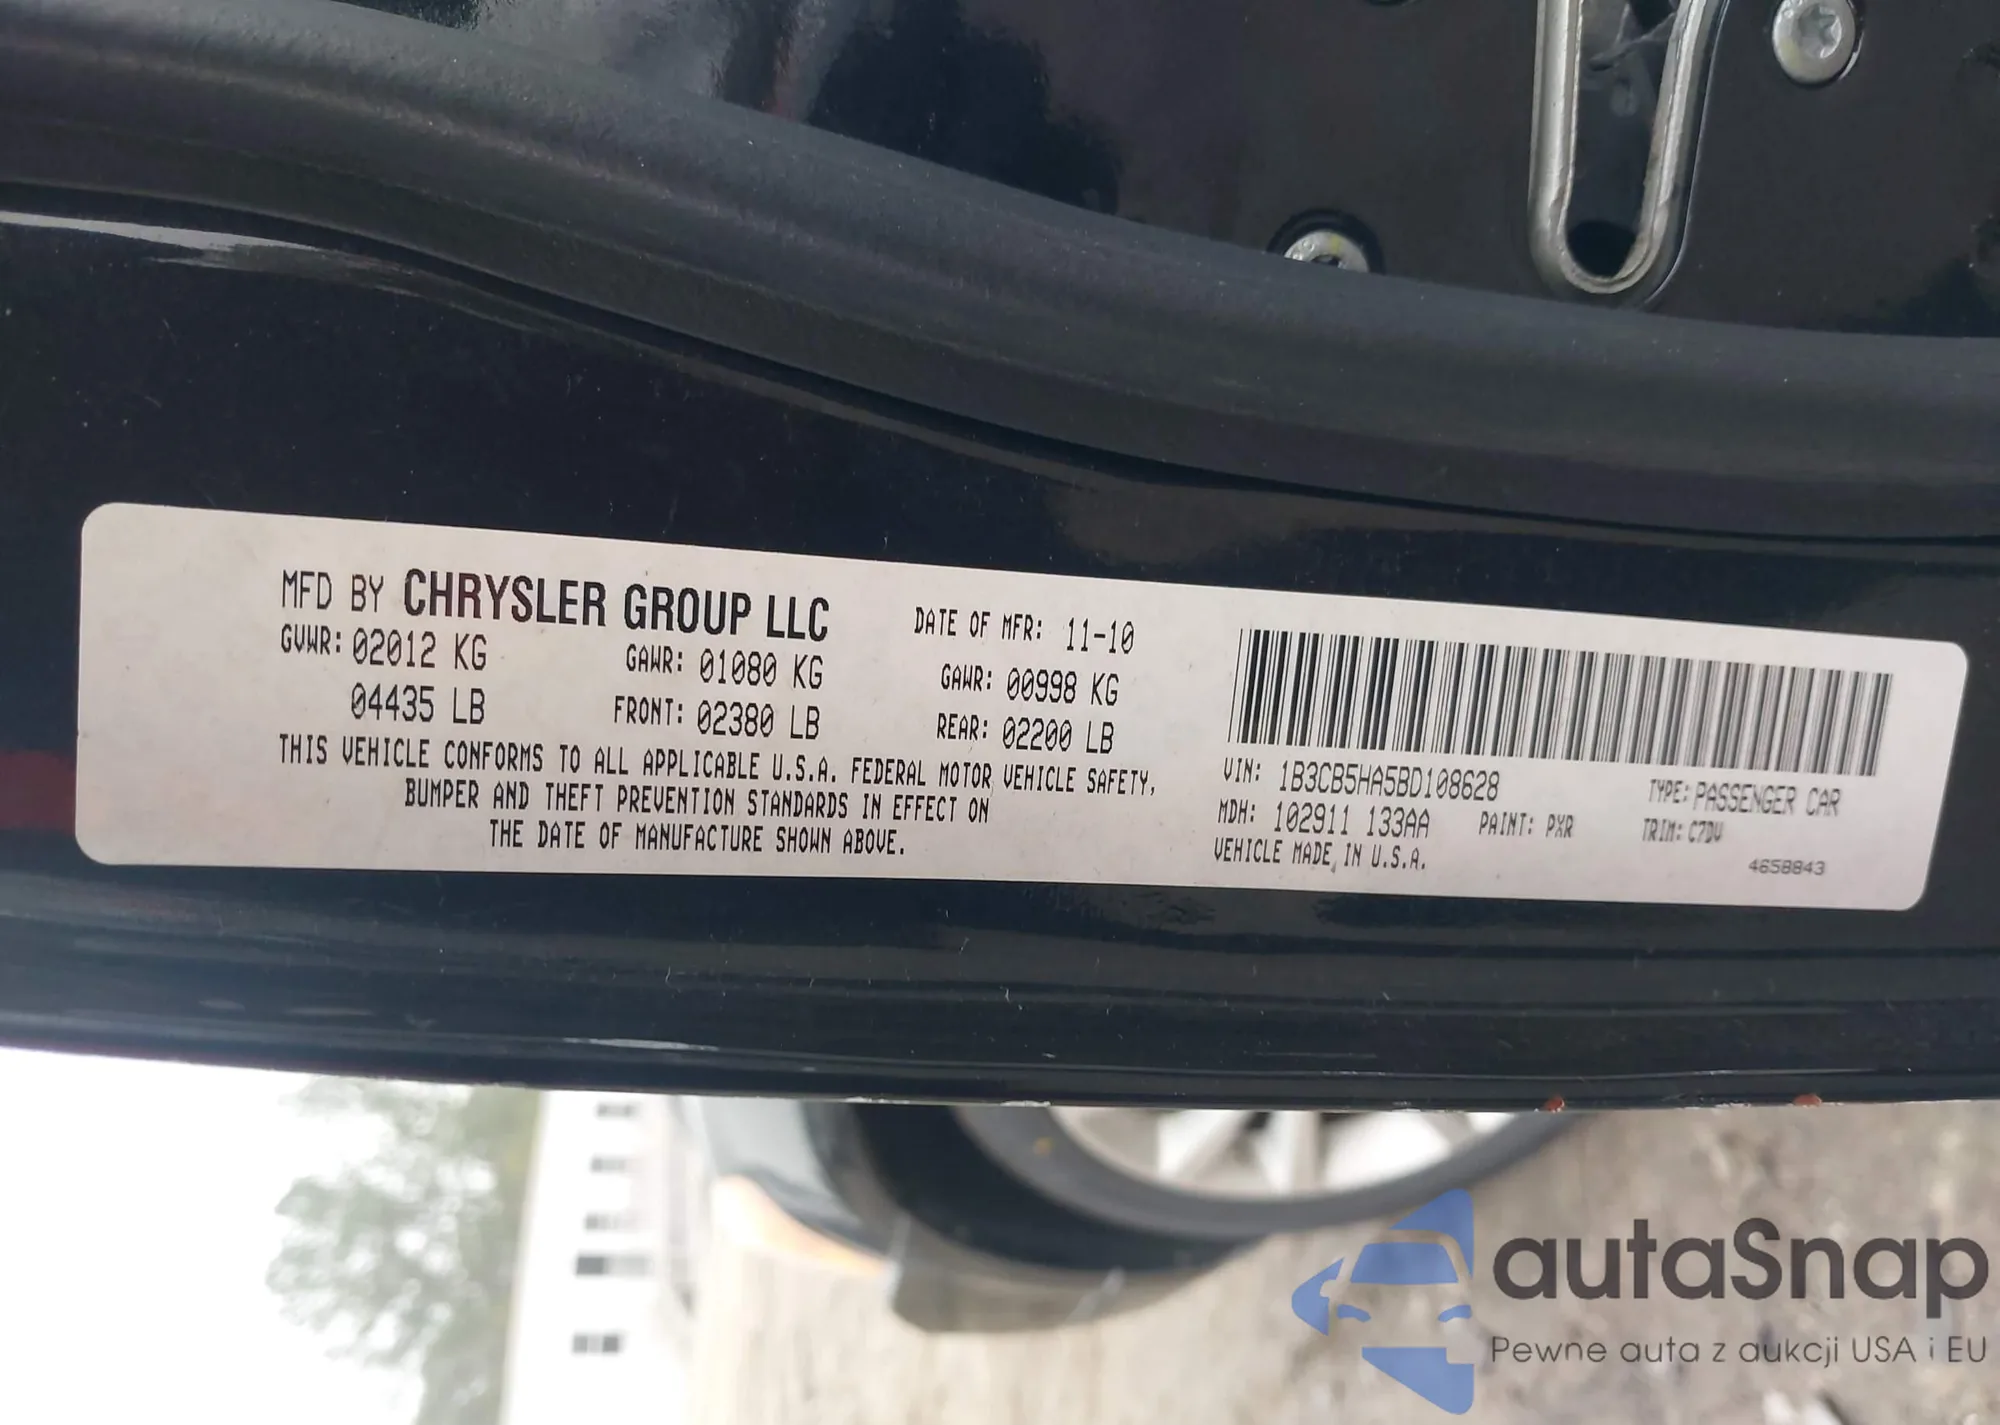 MFD BY CHRYSLER GROUP LLC DATE OF MFR: 11-10
GVWR: 02012 KG GAWR: 01080 KG GAWR: 00998 KG
04435 LB FRONT: 02380 LB REAR: 02200 LB
THIS VEHICLE CONFORMS TO ALL APPLICABLE U.S.A. FEDERAL MOTOR VEHICLE SAFETY,
BUMPER AND THEFT PREVENTION STANDARDS IN EFFECT ON
THE DATE OF MANUFACTURE SHOWN ABOVE.
VIN: 1B3CB5HA5BD108628 TYPE: PASSENGER CAR
MDH: 102911 133AA PAINT: PXR TRIM: C7DV
VEHICLE MADE IN U.S.A.
4658843
autaSnap
Pewne auta z aukcji USA i EU